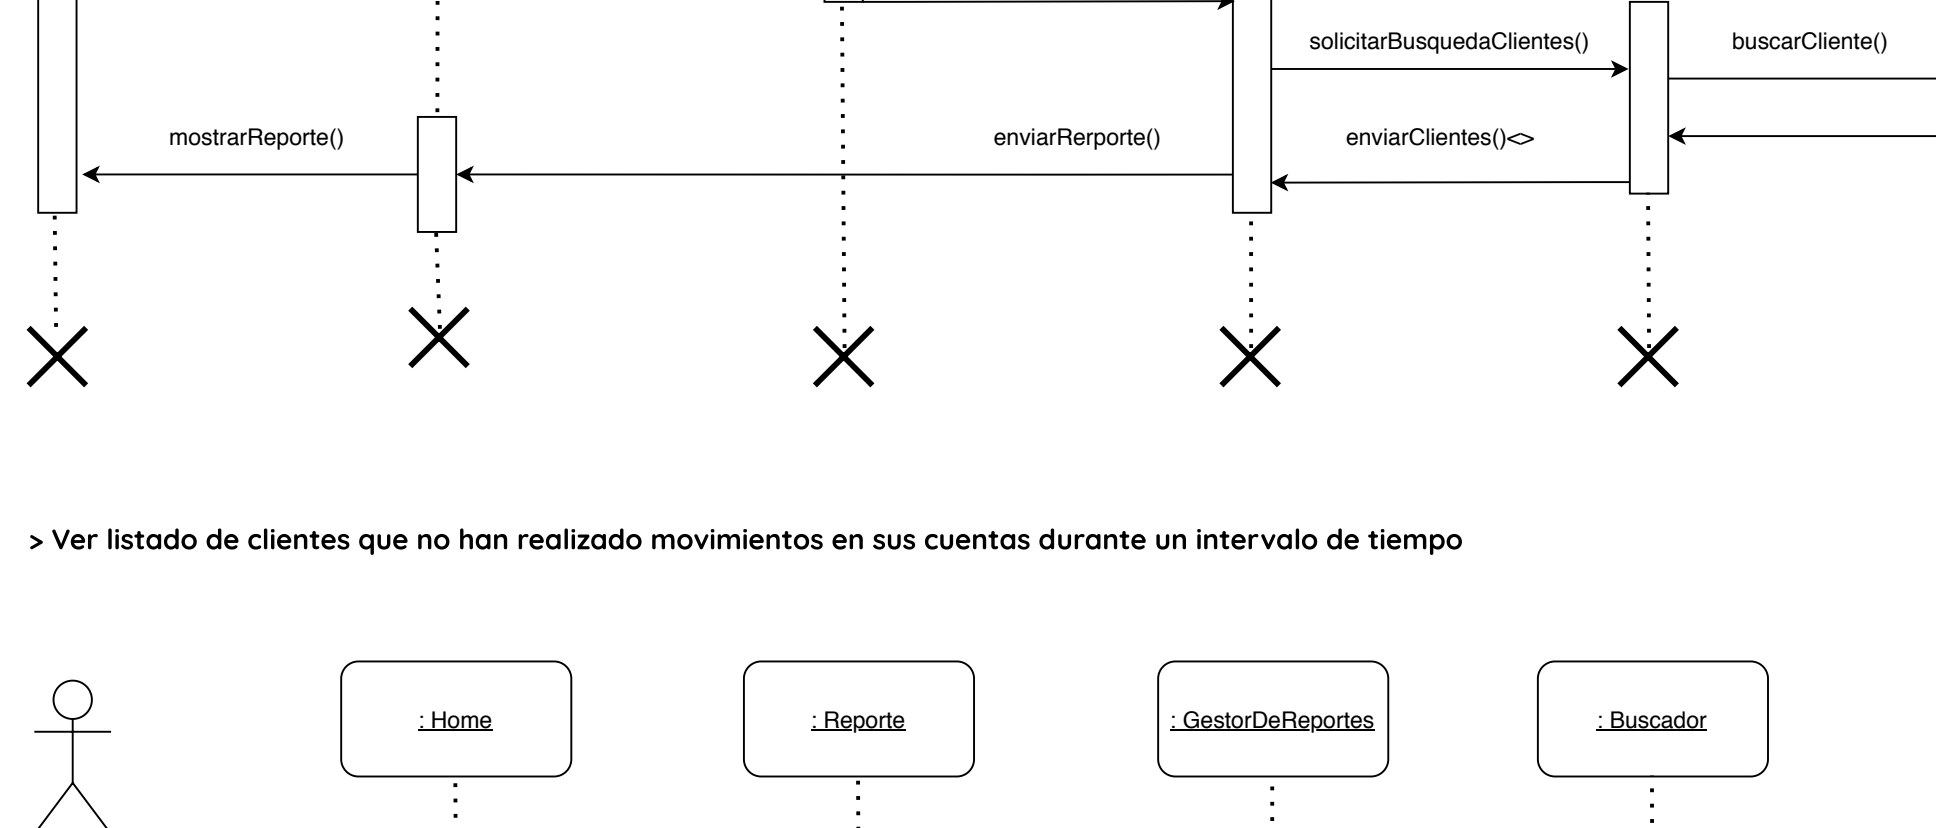 solicitarBusquedaClientes()
buscarCliente()
mostrarReporte()
enviarRerporte()
enviarClientes()<>
> Ver listado de clientes que no han realizado movimientos en sus cuentas durante un intervalo de tiempo
: Home
: Reporte
: GestorDeReportes
: Buscador